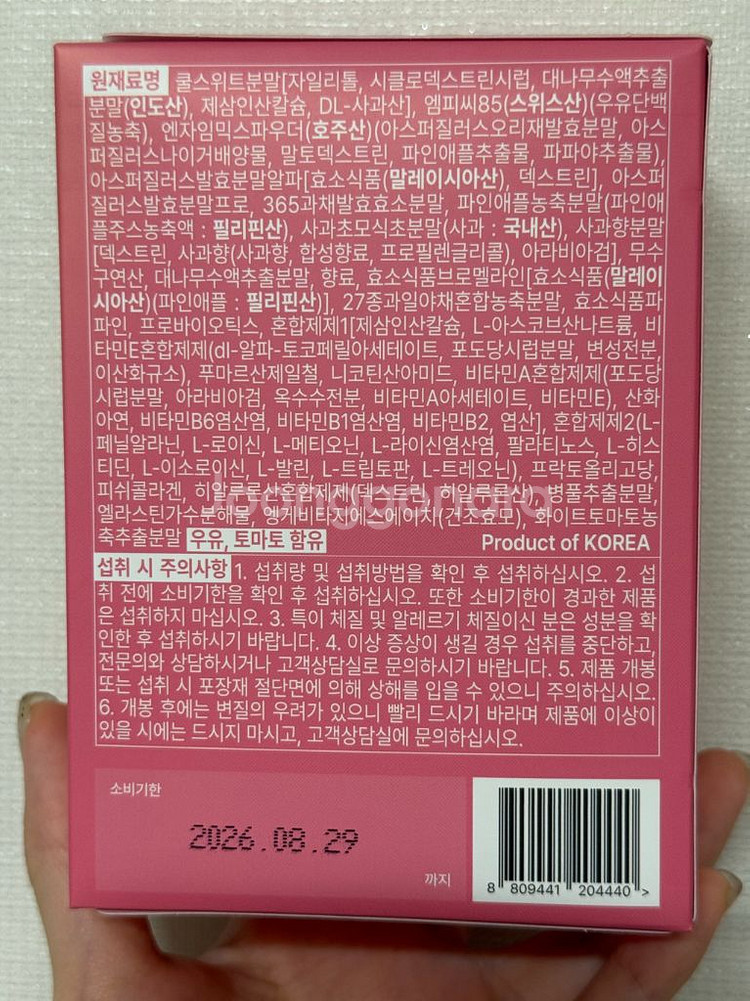 원재료명 쿨스위트분말[자일리톨, 시클로덱스트린시럽, 대나무수액추출
분말(인도산), 제삼인산칼슘, DL-사과산], 엠피씨85(스위스산)(우유단백
질농축), 엔자임믹스파우더(호주산)(아스퍼질러스오리재발효분말, 아스
퍼질러스나이거배양물, 말토덱스트린, 파인애플추출물, 파파야추출물),
아스퍼질러스발효분말알파[효소식품(말레이시아산), 덱스트린], 아스퍼
질러스발효분말프로, 365과채발효효소분말, 파인애플농축분말(파인애
플주스농축액 : 필리핀산), 사과초모식초분말(사과 : 국내산), 사과향분말
[덱스트린, 사과향(사과향, 합성향료, 프로필렌글리콜), 아라비아검], 무수
구연산, 대나무수액추출분말, 향료, 효소식품브로멜라인[효소식품(말레이
시아산)(파인애플 : 필리핀산)], 27종과일야채혼합농축분말, 효소식품파
파인, 프로바이오틱스, 혼합제제1[제삼인산칼슘, L-아스코브산나트륨, 비
타민E혼합제제(dl-알파-토코페릴아세테이트, 포도당시럽분말, 변성전분,
이산화규소), 푸마르산제일철, 니코틴산아미드, 비타민A혼합제제(포도당
시럽분말, 아라비아검, 옥수수전분, 비타민A아세테이트, 비타민E), 산화
아연, 비타민B6염산염, 비타민B1염산염, 비타민B2, 엽산], 혼합제제2(L-
페닐알라닌, L-로이신, L-메티오닌, L-라이신염산염, 팔라티노스, L-히스
티딘, L-이소로이신, L-발린, L-트립토판, L-트레오닌), 프락토올리고당,
피쉬콜라겐, 히알루론산혼합제제(덱스트린, 히알루론산), 병풀추출분말,
엘라스틴가수분해물, 엥게비타지에스에이치(건조효모), 화이트토마토농
축추출분말 우유, 토마토 함유 Product of KOREA
joonggonara
섭취 시 주의사항 1. 섭취량 및 섭취방법을 확인 후 섭취하십시오. 2. 섭
취 전에 소비기한을 확인 후 섭취하십시오. 또한 소비기한이 경과한 제품
은 섭취하지 마십시오. 3. 특이 체질 및 알레르기 체질이신 분은 성분을 확
인한 후 섭취하시기 바랍니다. 4. 이상 증상이 생길 경우 섭취를 중단하고,
전문의와 상담하시거나 고객상담실로 문의하시기 바랍니다. 5. 제품 개봉
또는 섭취 시 포장재 절단면에 의해 상해를 입을 수 있으니 주의하십시오.
6. 개봉 후에는 변질의 우려가 있으니 빨리 드시기 바라며 제품에 이상이
있을 시에는 드시지 마시고, 고객상담실에 문의하십시오.
소비기한
2026.08.29
까지
8 809441 204440 >